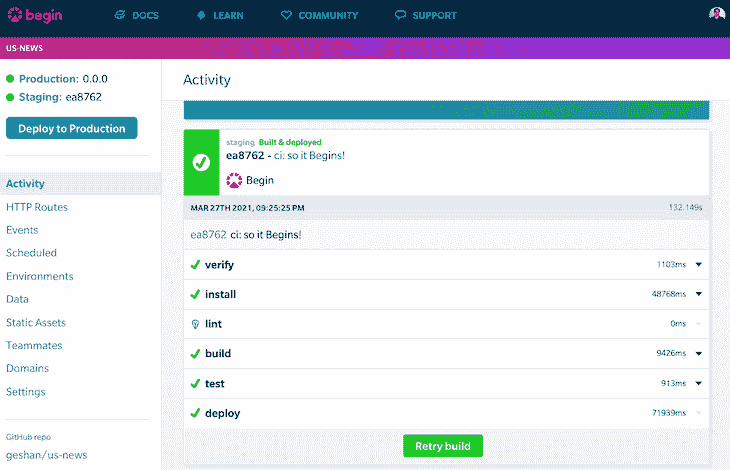 begin
DOCS
LEARN
COMMUNITY
SUPPORT
US-NEWS
Production: 0.0.0
Staging: ea8762
Deploy to Production
Activity
HTTP Routes
Events
Scheduled
Environments
Data
Static Assets
Teammates
Domains
Settings
GitHub repo
geshan/us-news
Activity
staging Built & deployed
ea8762 - ci: so it Begins!
Begin
MAR 27TH 2021, 09:25:25 PM 132.149s
ea8762 ci: so it Begins!
verify 1103ms
install 48768ms
lint 0ms
build 9426ms
test 913ms
deploy 71939ms
Retry build